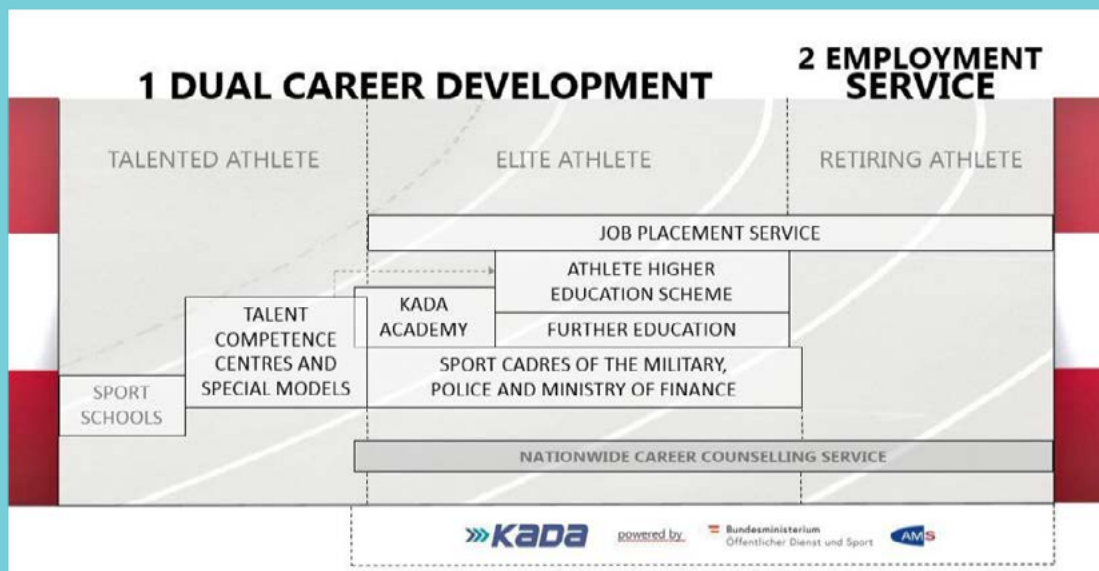 1 DUAL CAREER DEVELOPMENT
2 EMPLOYMENT
SERVICE
TALENTED ATHLETE
ELITE ATHLETE
RETIRING ATHLETE
JOB PLACEMENT SERVICE
ATHLETE HIGHER
EDUCATION SCHEME
KADA
ACADEMY
FURTHER EDUCATION
TALENT
COMPETENCE
CENTRES AND
SPECIAL MODELS
SPORT CADRES OF THE MILITARY,
POLICE AND MINISTRY OF FINANCE
SPORT
SCHOOLS
NATIONWIDE CAREER COUNSELLING SERVICE
KADA
powered by
Bundesministerium
Öffentlicher Dienst und Sport
AMS